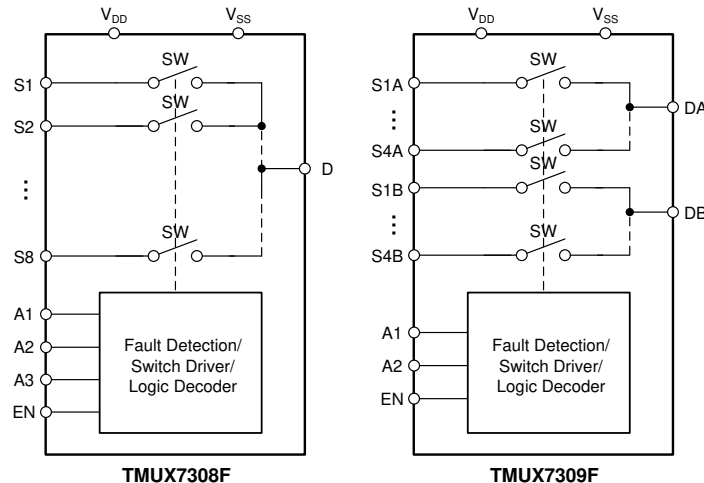 VDD
VSS
S1
SW
S2
SW
...
D
S8
SW
A1
A2
A3
EN
Fault Detection/
Switch Driver/
Logic Decoder
TMUX7308F
VDD
VSS
S1A
SW
...
DA
S4A
SW
S1B
SW
...
DB
S4B
SW
A1
A2
EN
Fault Detection/
Switch Driver/
Logic Decoder
TMUX7309F